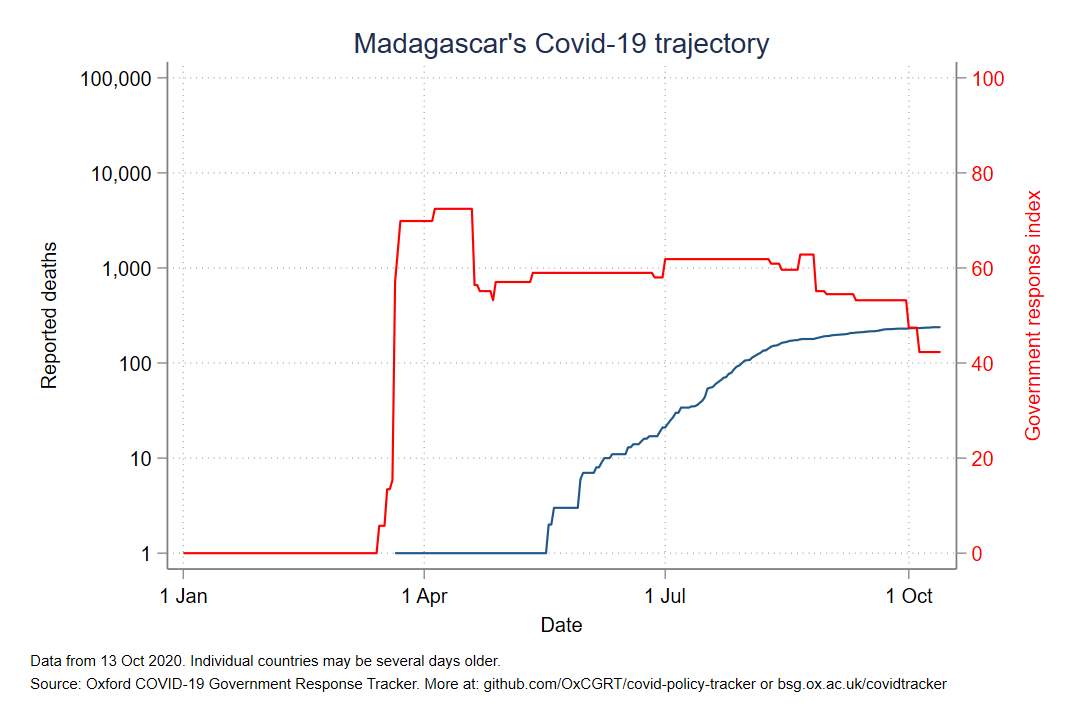 Madagascar's Covid-19 trajectory
100,000
10,000
1,000
100
10
1
Reported deaths
100
80
60
40
20
0
Government response index
1 Jan
1 Apr
1 Jul
1 Oct
Date
Data from 13 Oct 2020. Individual countries may be several days older.
Source: Oxford COVID-19 Government Response Tracker. More at: github.com/OxCGRT/covid-policy-tracker or bsg.ox.ac.uk/covidtracker